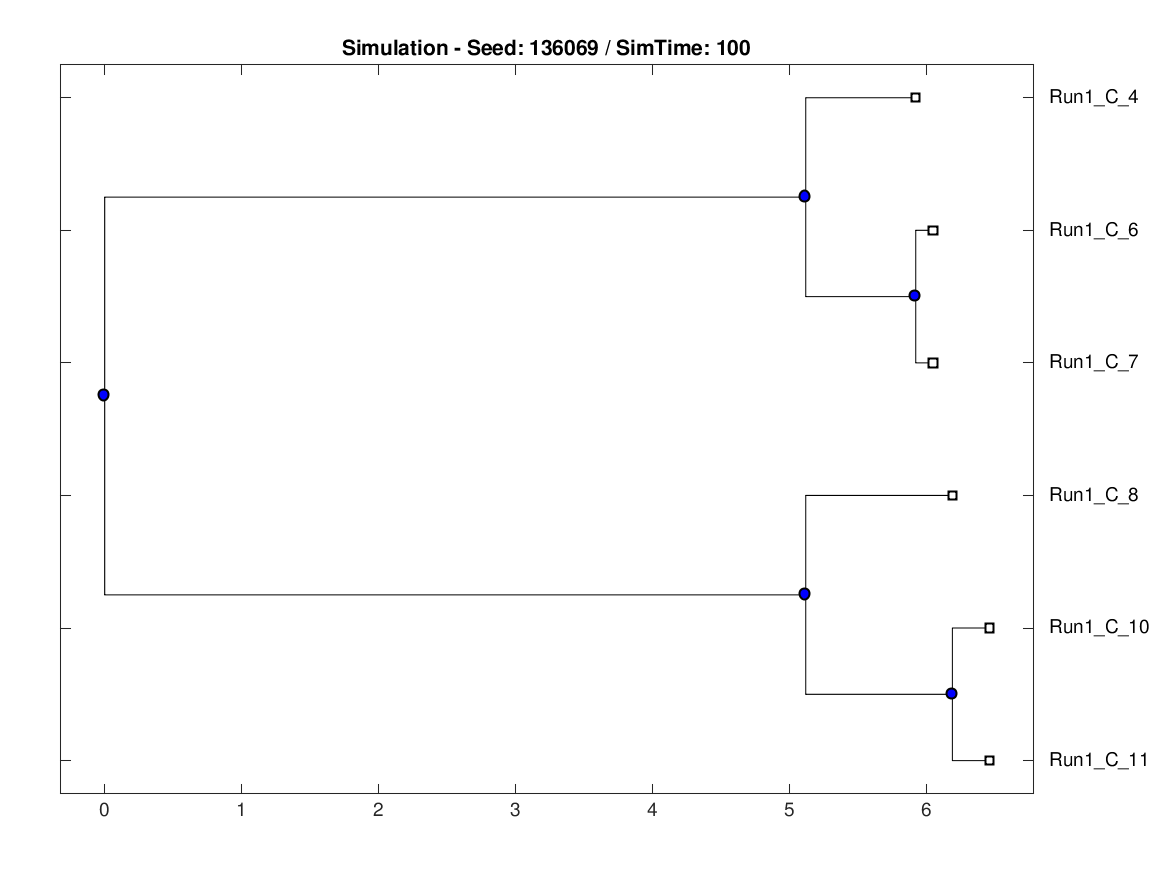 Simulation - Seed: 136069 / SimTime: 100
Run1_C_4
Run1_C_6
Run1_C_7
Run1_C_8
Run1_C_10
Run1_C_11
0 1 2 3 4 5 6